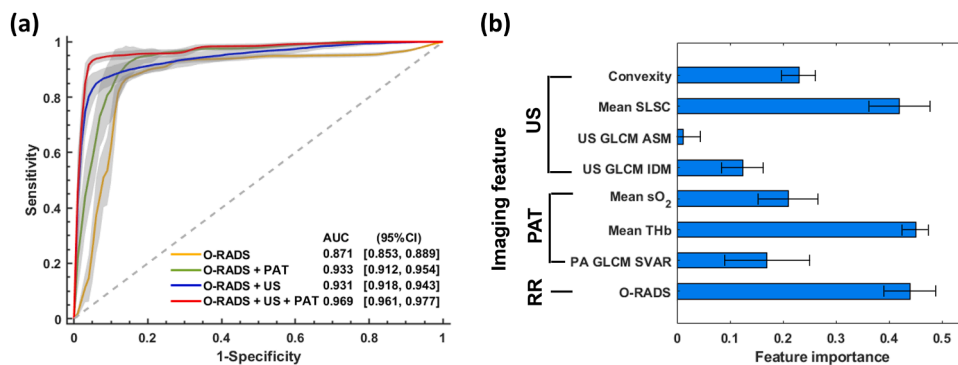 (a)
Sensitivity
1
0.8
0.6
0.4
0.2
0
AUC (95%CI)
O-RADS 0.871 [0.853, 0.889]
O-RADS + PAT 0.933 [0.912, 0.954]
O-RADS + US 0.931 [0.918, 0.943]
O-RADS + US + PAT 0.969 [0.961, 0.977]
0 0.2 0.4 0.6 0.8 1
1-Specificity
(b)
Imaging feature
US
PAT
RR
Convexity
Mean SLSC
US GLCM ASM
US GLCM IDM
Mean sO₂
Mean THb
PA GLCM SVAR
O-RADS
0 0.1 0.2 0.3 0.4 0.5
Feature importance